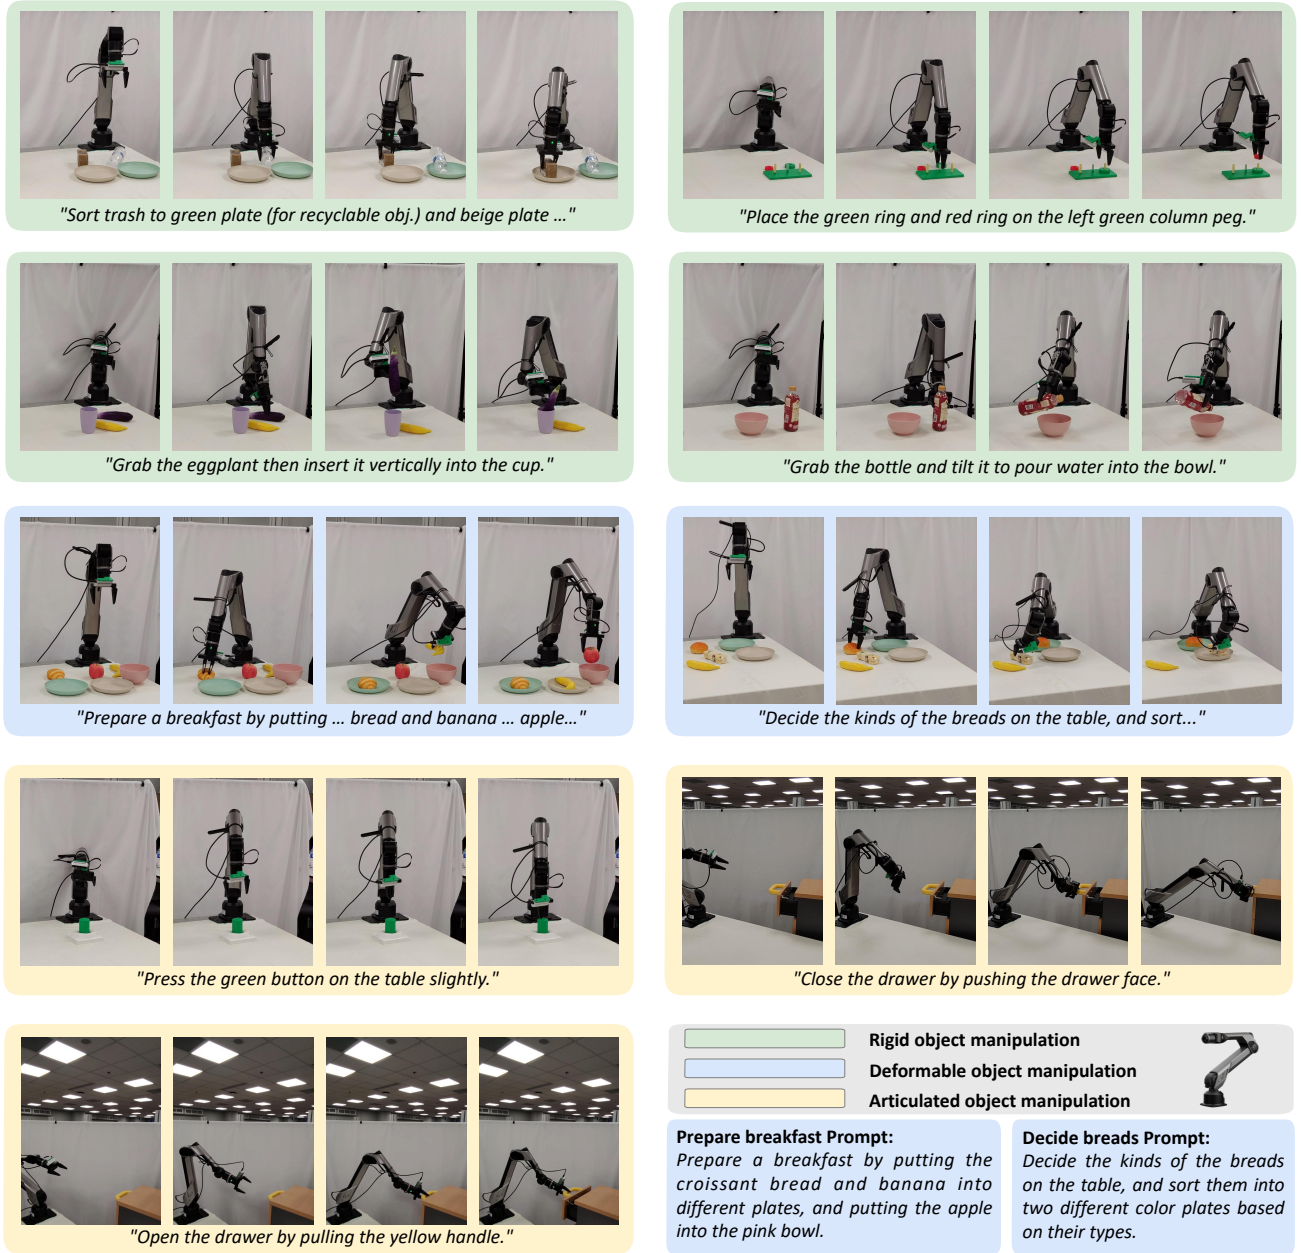 "Sort trash to green plate (for recyclable obj.) and beige plate ..."
"Place the green ring and red ring on the left green column peg."
"Grab the eggplant then insert it vertically into the cup."
"Grab the bottle and tilt it to pour water into the bowl."
"Prepare a breakfast by putting ... bread and banana ... apple..."
"Decide the kinds of the breads on the table, and sort..."
"Press the green button on the table slightly."
"Close the drawer by pushing the drawer face."
"Open the drawer by pulling the yellow handle."
Rigid object manipulation
Deformable object manipulation
Articulated object manipulation
Prepare breakfast Prompt:
Prepare a breakfast by putting the
croissant bread and banana into
different plates, and putting the apple
into the pink bowl.
Decide breads Prompt:
Decide the kinds of the breads
on the table, and sort them into
two different color plates based
on their types.